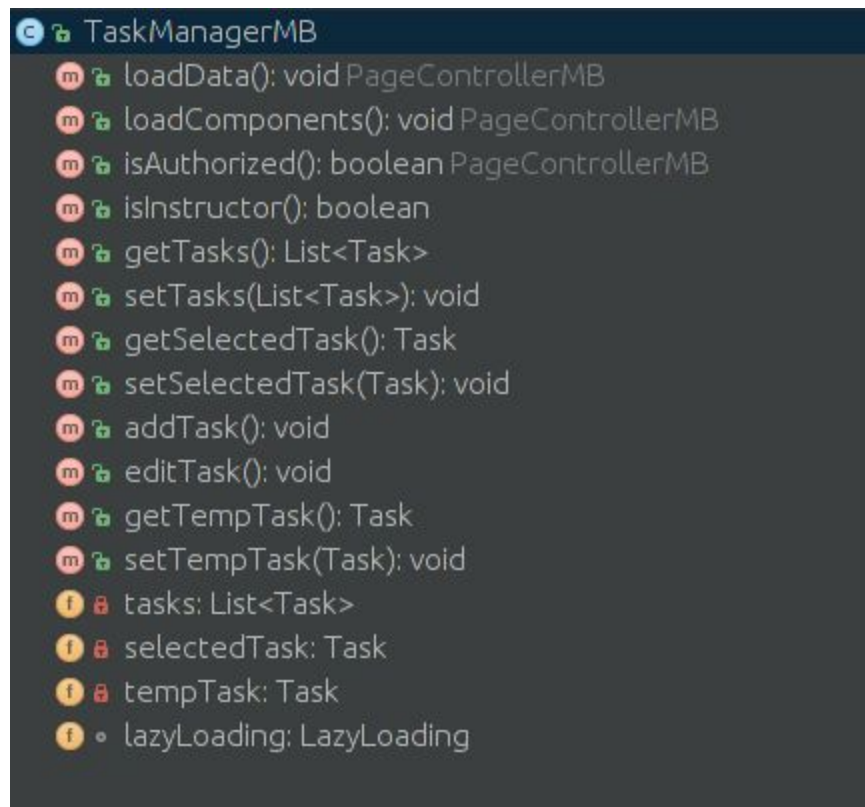 TaskManagerMB
loadData(): void PageControllerMB
loadComponents(): void PageControllerMB
isAuthorized(): boolean PageControllerMB
isInstructor(): boolean
getTasks(): List<Task>
setTasks(List<Task>): void
getSelectedTask(): Task
setSelectedTask(Task): void
addTask(): void
editTask(): void
getTempTask(): Task
setTempTask(Task): void
tasks: List<Task>
selectedTask: Task
tempTask: Task
lazyLoading: LazyLoading